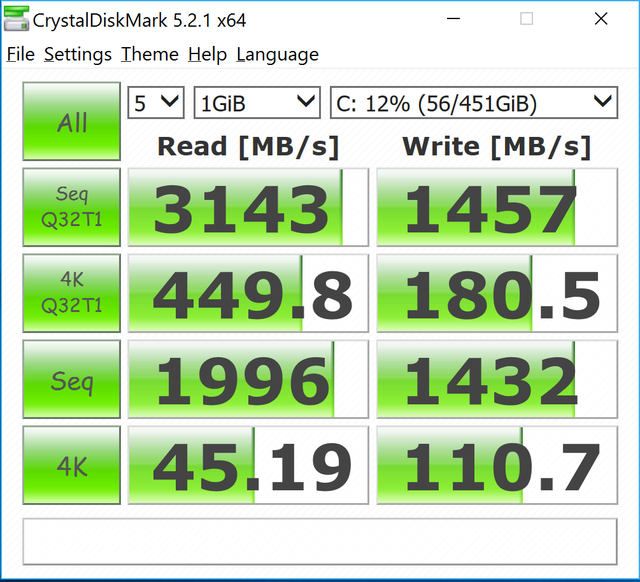 CrystalDiskMark 5.2.1 x64
File Settings Theme Help Language
All 5 1GiB C: 12% (56/451GiB)
Read [MB/s] Write [MB/s]
Seq Q32T1 3143 1457
4K Q32T1 449.8 180.5
Seq 1996 1432
4K 45.19 110.7